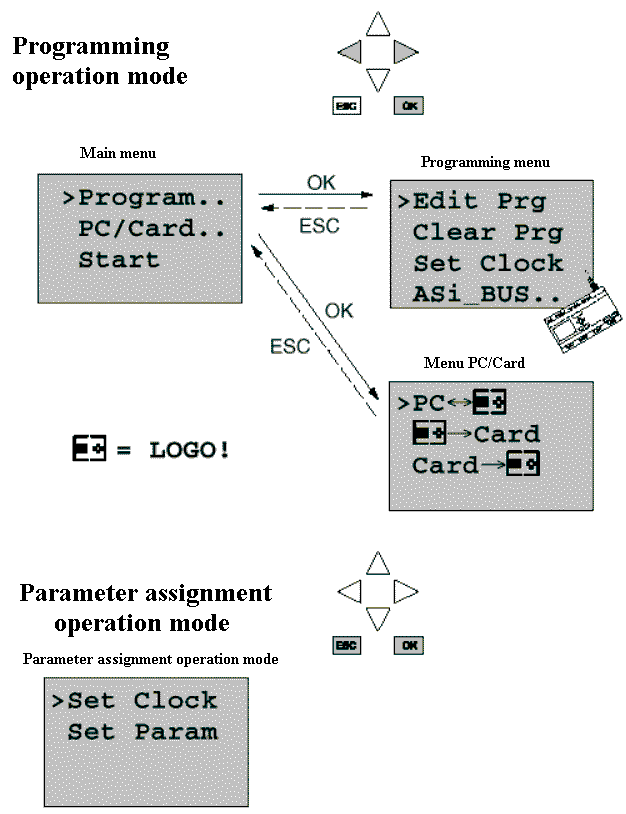 Programming
operation mode
ESC OK
Main menu
>Program..
PC/Card..
Start
OK
ESC
Programming menu
>Edit Prg
Clear Prg
Set Clock
ASi_BUS..
OK
ESC
Menu PC/Card
>PC↔
→Card
Card→
= LOGO!
Parameter assignment
operation mode
ESC OK
Parameter assignment operation mode
>Set Clock
Set Param